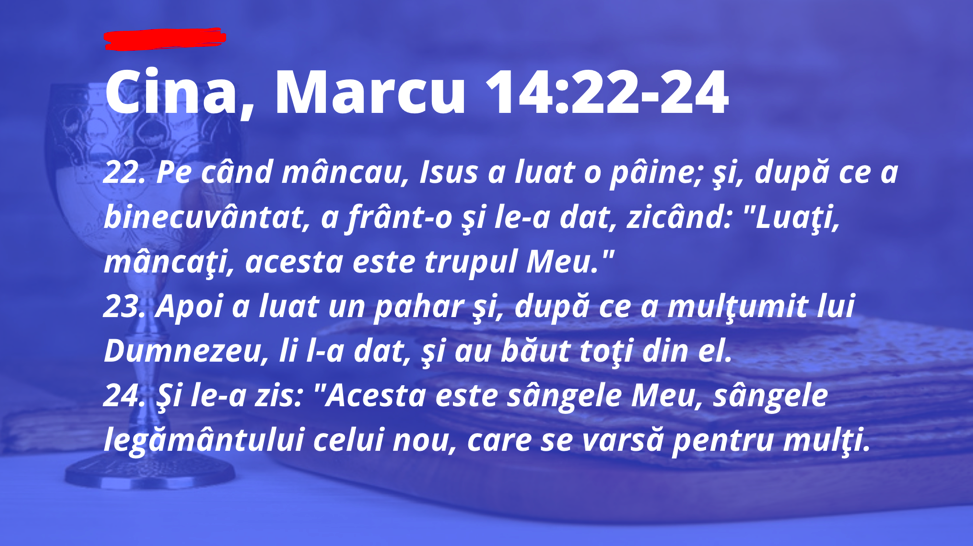 Cina, Marcu 14:22-24
22. Pe când mâncau, Isus a luat o pâine; şi, după ce a
binecuvântat, a frânt-o şi le-a dat, zicând: "Luaţi,
mâncaţi, acesta este trupul Meu."
23. Apoi a luat un pahar şi, după ce a mulţumit lui
Dumnezeu, li l-a dat, şi au băut toţi din el.
24. Şi le-a zis: "Acesta este sângele Meu, sângele
legământului celui nou, care se varsă pentru mulţi.